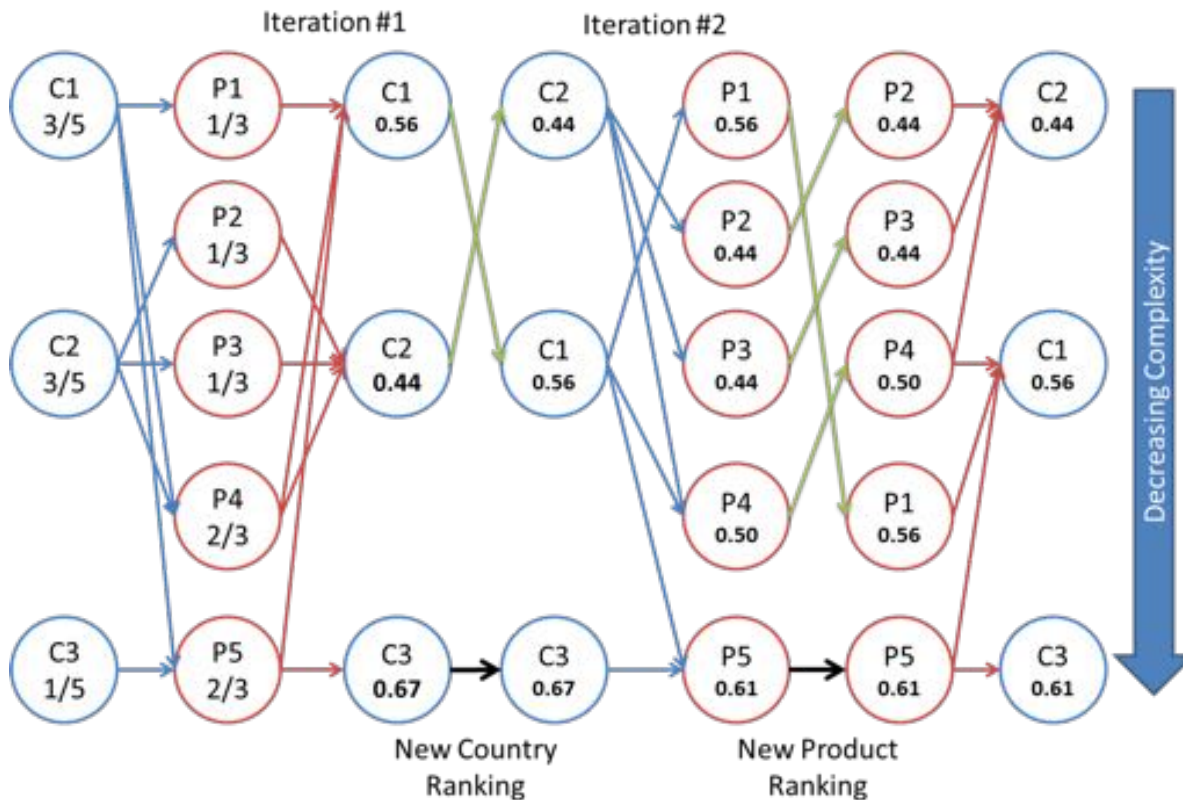 Iteration #1
Iteration #2
C1
3/5
P1
1/3
C1
0.56
C2
0.44
P1
0.56
P2
0.44
C2
0.44
P2
1/3
P2
0.44
P3
0.44
C2
3/5
P3
1/3
C2
0.44
C1
0.56
P3
0.44
P4
0.50
C1
0.56
P4
2/3
P4
0.50
P1
0.56
C3
1/5
P5
2/3
C3
0.67
C3
0.67
P5
0.61
P5
0.61
C3
0.61
Decreasing Complexity
New Country
Ranking
New Product
Ranking